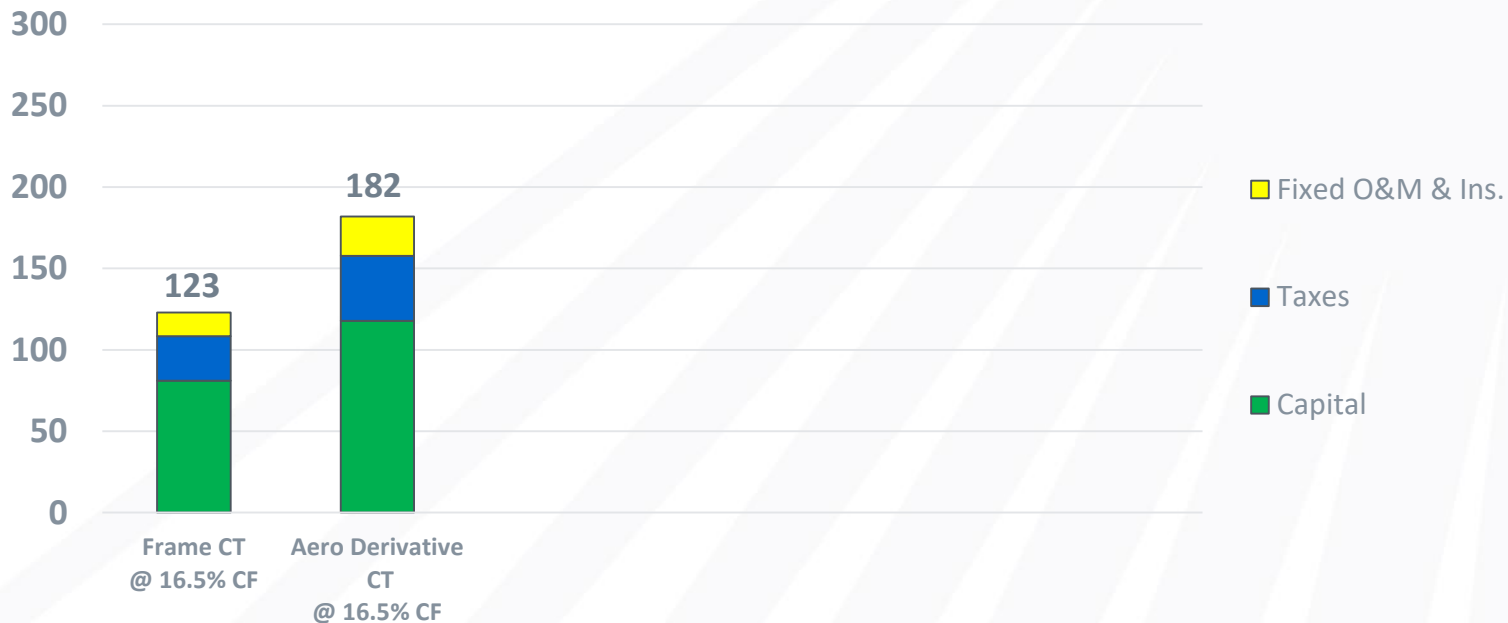 300
250
200
150
100
50
0
123
182
Frame CT
@ 16.5% CF
Aero Derivative
CT
@ 16.5% CF
Fixed O&M & Ins.
Taxes
Capital